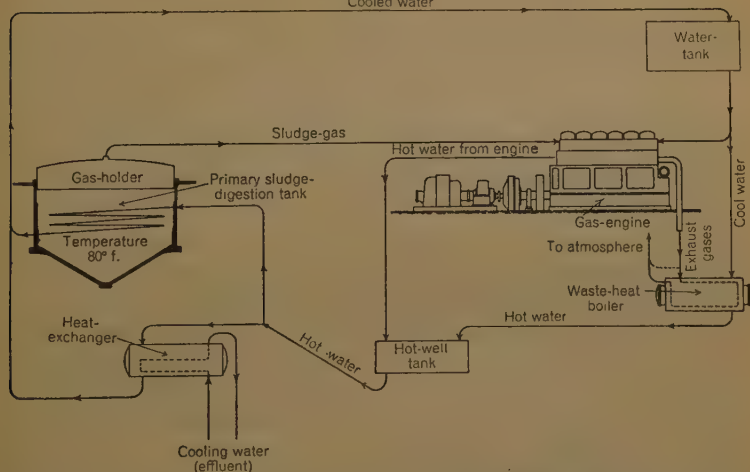 Cooled water
Water-
tank
Sludge-gas
Hot water from engine
Gas-holder
Primary sludge-
digestion tank
Temperature
80° f.
Gas-engine
Cool water
To atmosphere
Exhaust
gases
Waste-heat
boiler
Heat-
exchanger
Hot water
Hot water
Hot-well
tank
Cooling water
(effluent)